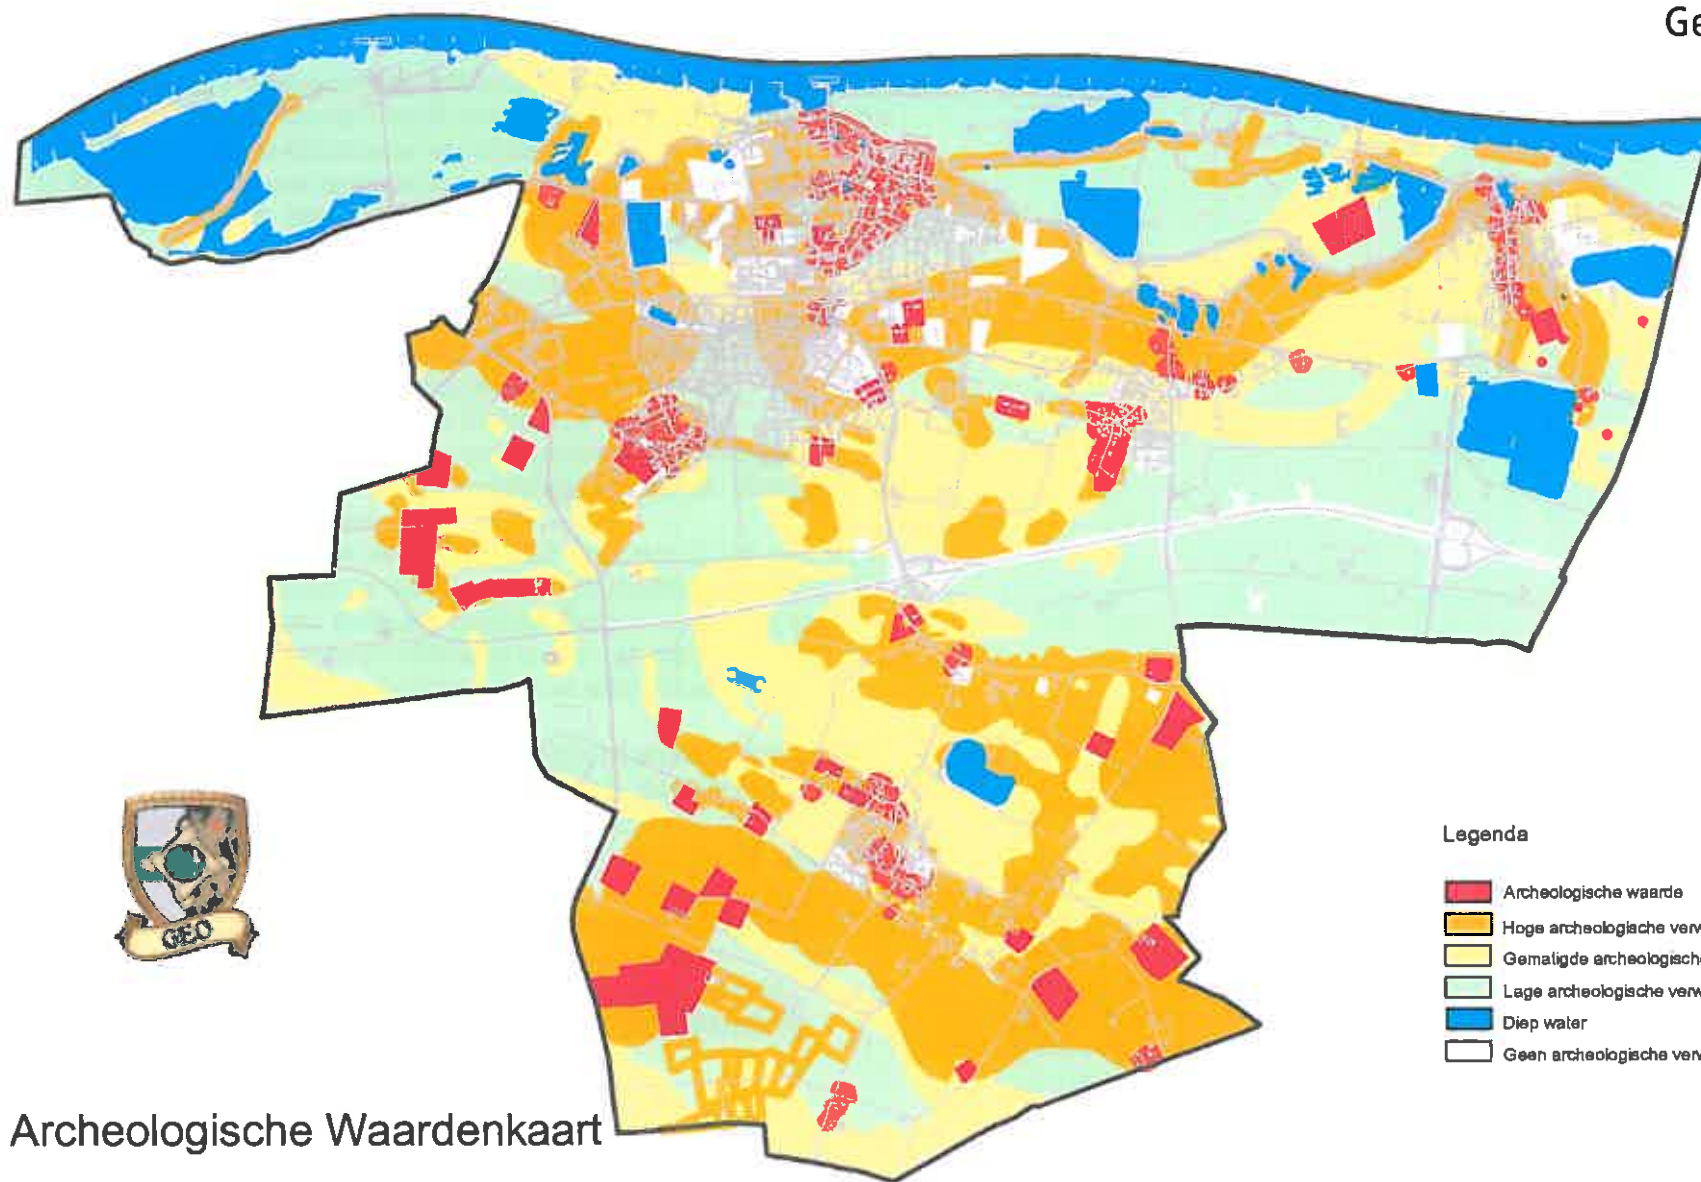 Ge
Legenda
Archeologische waarde
Hoge archeologische verw
Gematigde archeologische
Lage archeologische verw
Diep water
Geen archeologische verw
GEO
Archeologische Waardenkaart